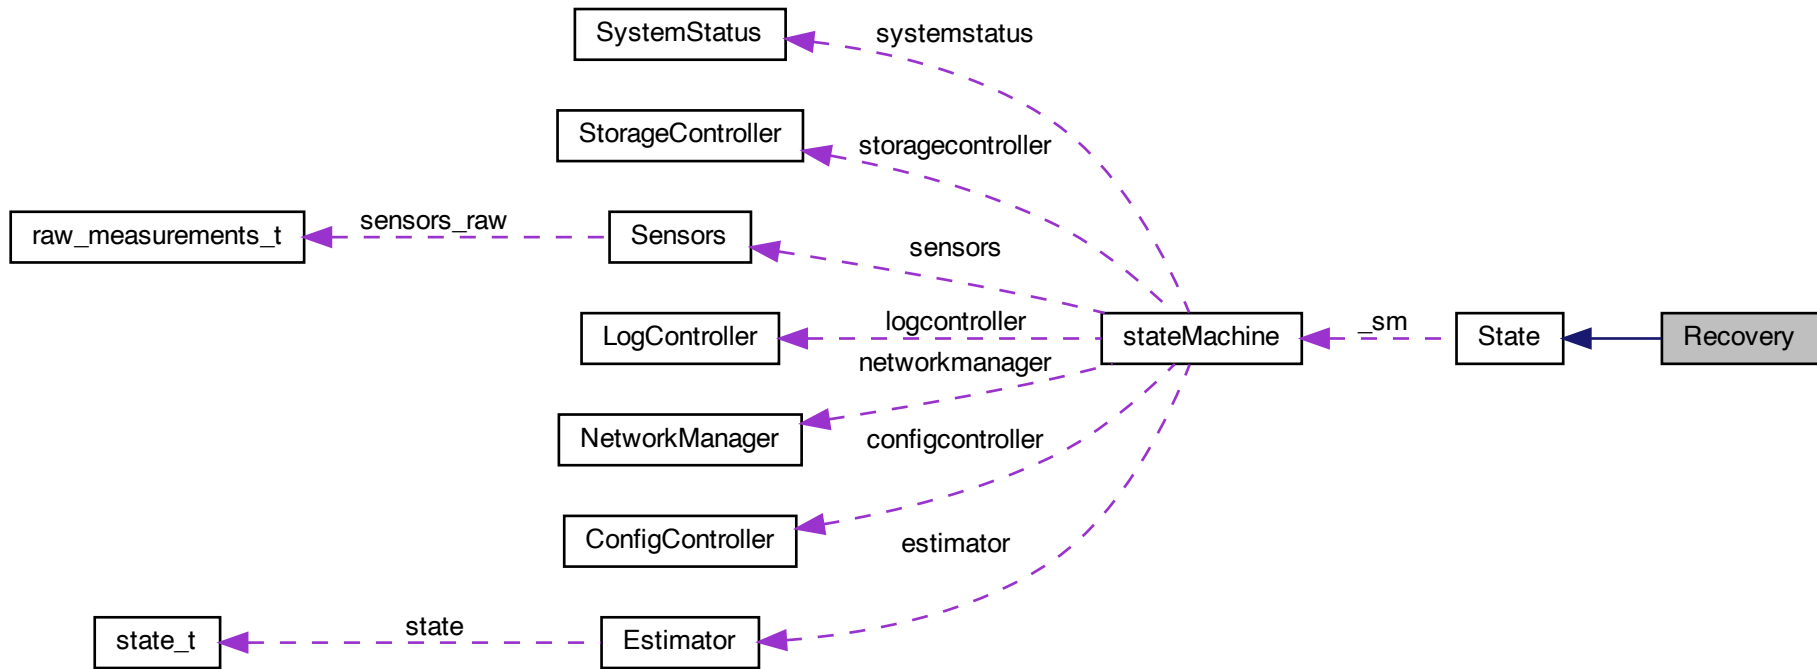 SystemStatus
systemstatus
StorageController
storagecontroller
raw_measurements_t
sensors_raw
Sensors
sensors
LogController
logcontroller
stateMachine
_sm
State
Recovery
networkmanager
NetworkManager
configcontroller
ConfigController
estimator
state_t
state
Estimator